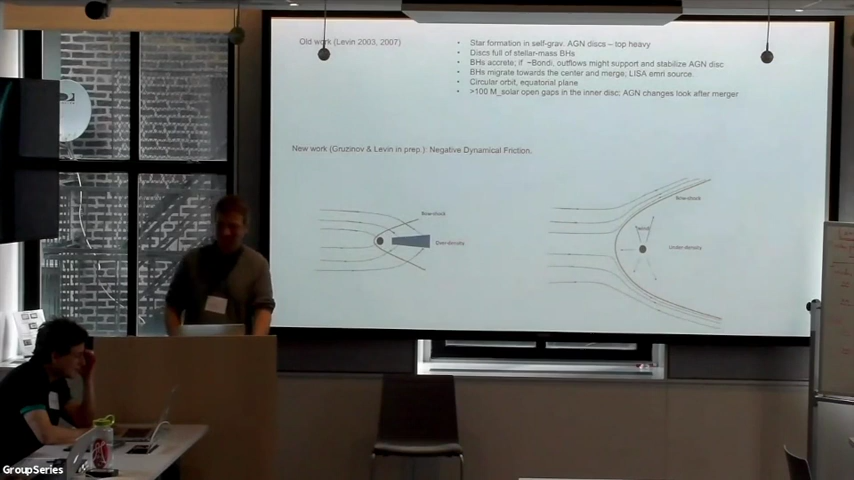 Old work (Levin 2003, 2007)
• Star formation in self-grav. AGN discs – top heavy
• Discs full of stellar-mass BHs
• BHs accrete; if ~Bondi, outflows might support and stabilize AGN disc
• BHs migrate towards the center and merge; LISA emri source.
• Circular orbit, equatorial plane
• >100 M_solar open gaps in the inner disc; AGN changes look after merger
New work (Gruzinov & Levin in prep.): Negative Dynamical Friction.
Bow-shock
Over-density
Bow-shock
Under-density
GroupSeries